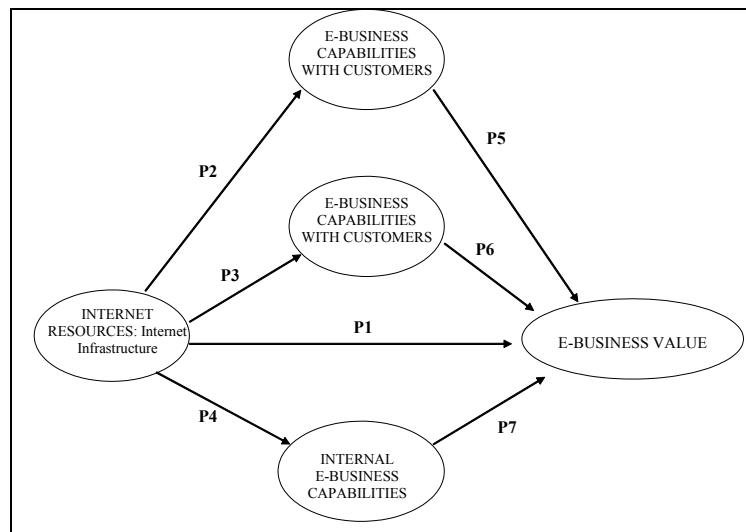 E-BUSINESS
CAPABILITIES
WITH CUSTOMERS
P5
P2
E-BUSINESS
CAPABILITIES
WITH CUSTOMERS
P6
P3
INTERNET
RESOURCES: Internet
Infrastructure
P1
E-BUSINESS VALUE
P4
P7
INTERNAL
E-BUSINESS
CAPABILITIES